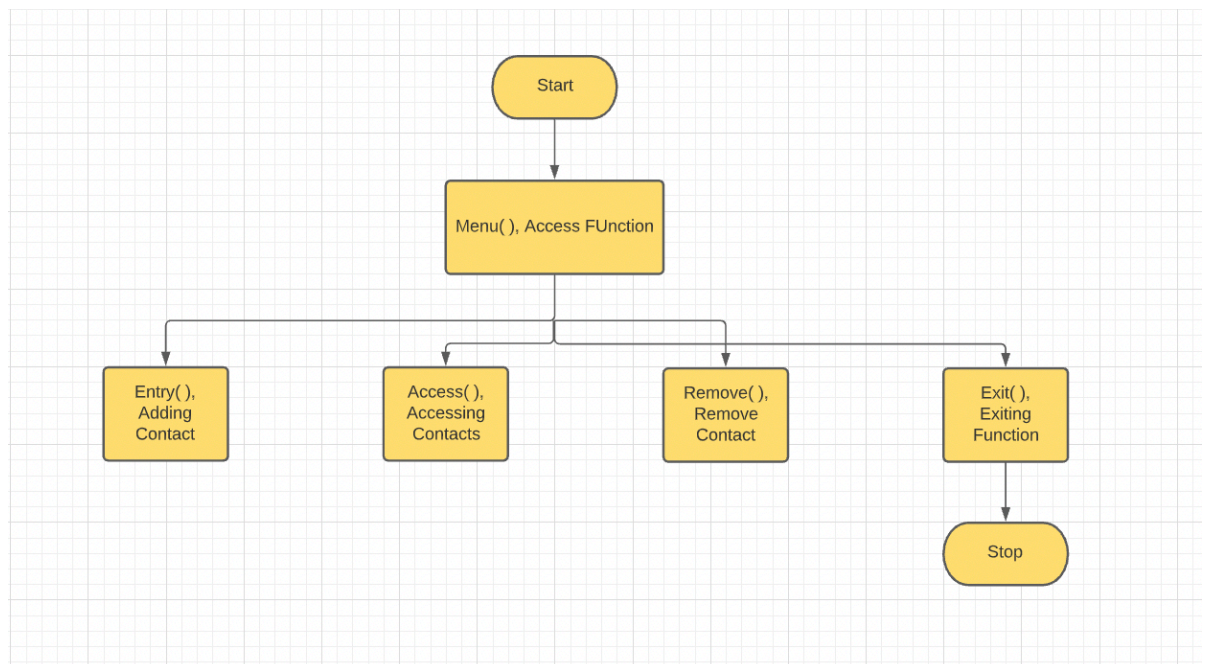 Start
Menu( ), Access FUnction
Entry( ),
Adding
Contact
Access( ),
Accessing
Contacts
Remove( ),
Remove
Contact
Exit( ),
Exiting
Function
Stop